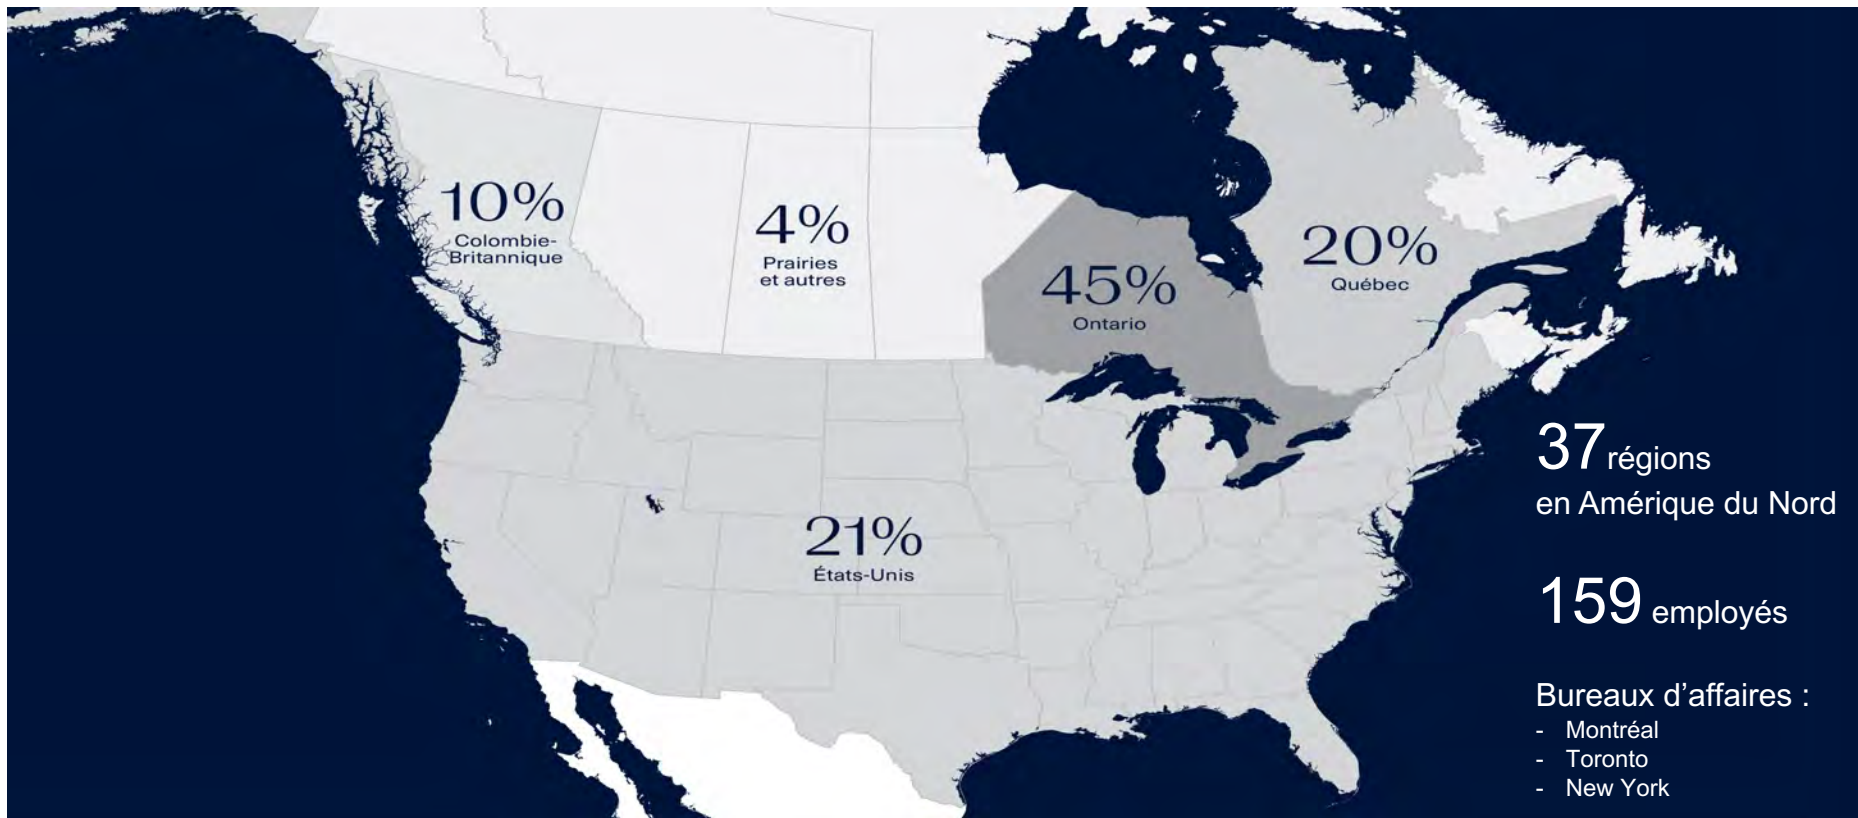 10%
Colombie-
Britannique
4%
Prairies
et autres
45%
Ontario
20%
Québec
21%
États-Unis
37 régions
en Amérique du Nord
159 employés
Bureaux d’affaires :
- Montréal
- Toronto
- New York